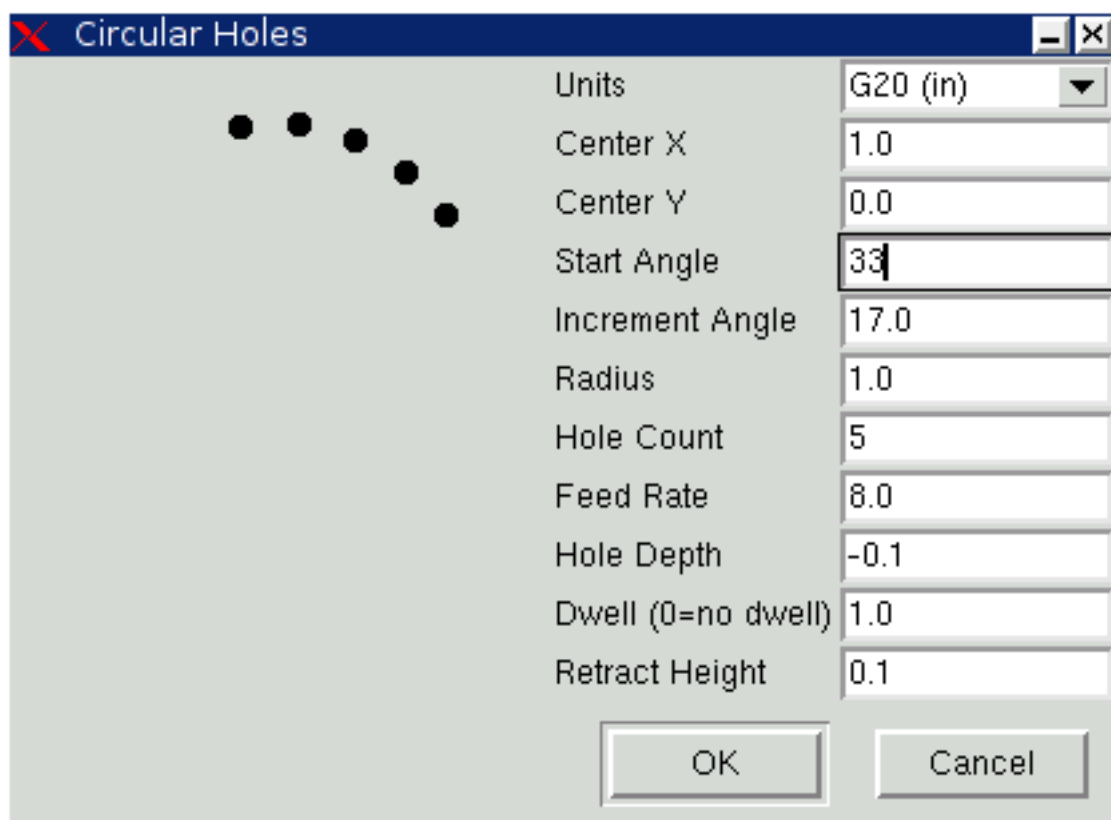 Circular Holes
Units G20 (in)
Center X 1.0
Center Y 0.0
Start Angle 33
Increment Angle 17.0
Radius 1.0
Hole Count 5
Feed Rate 8.0
Hole Depth -0.1
Dwell (0=no dwell) 1.0
Retract Height 0.1
OK Cancel